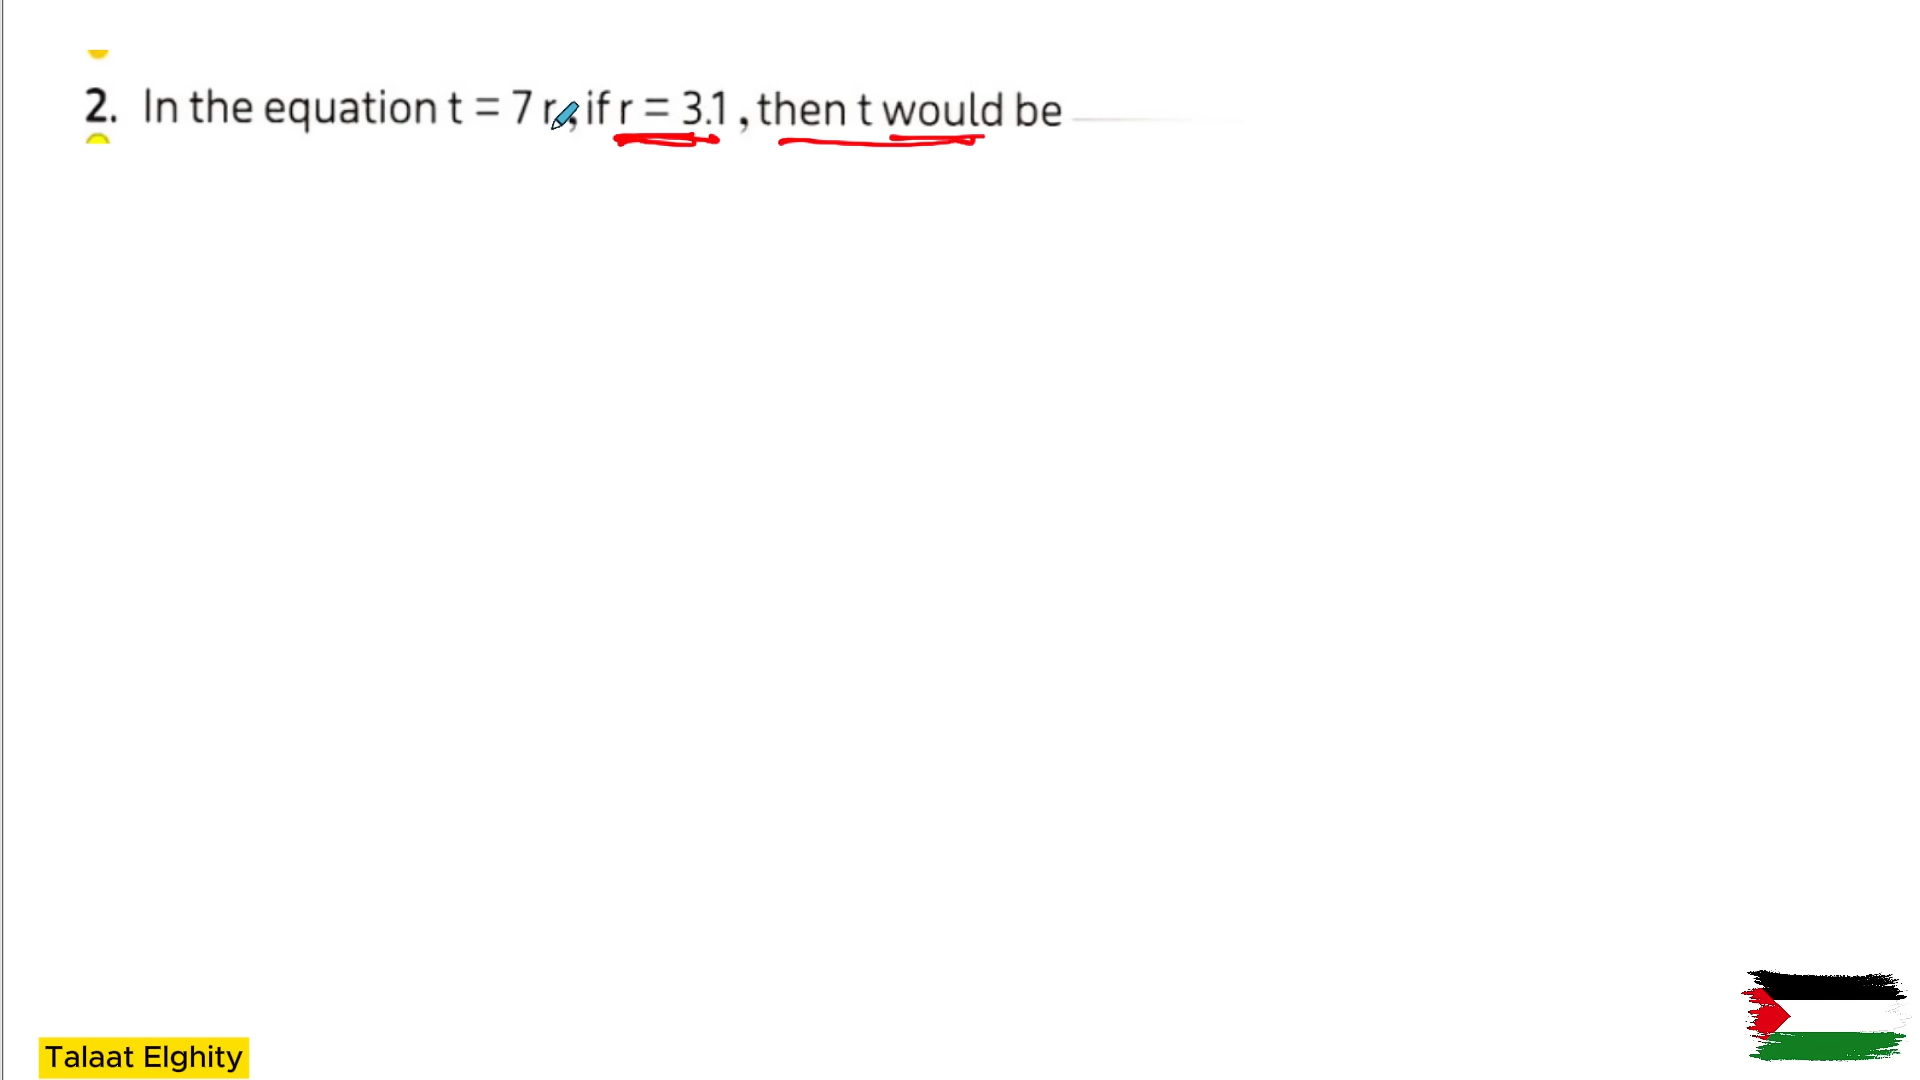 2. In the equation t = 7 r, if r = 3.1, then t would be
Talaat Elghity